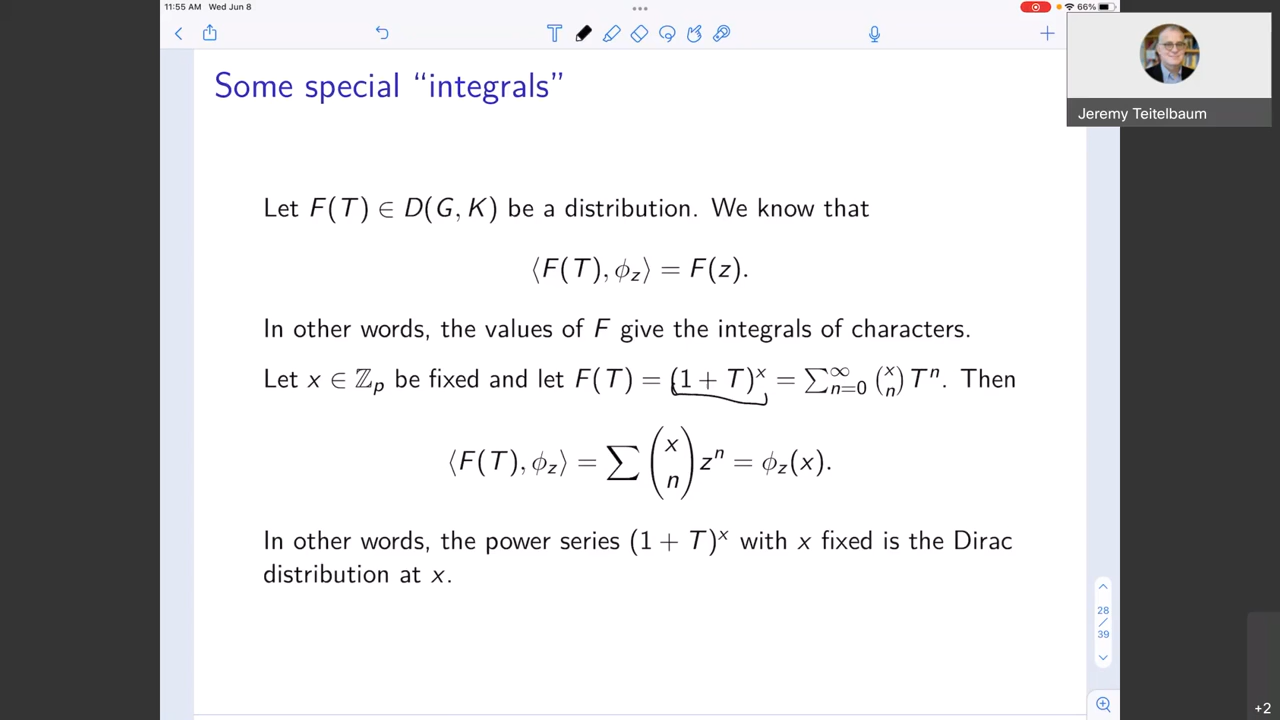 11:55 AM Wed Jun 8
66%
Some special “integrals”
Jeremy Teitelbaum
Let F(T) ∈ D(G, K) be a distribution. We know that
⟨F(T), ϕ_z⟩ = F(z).
In other words, the values of F give the integrals of characters.
Let x ∈ ℤ_p be fixed and let F(T) = (1 + T)^x = ∑_{n=0}^∞ (x n) T^n. Then
⟨F(T), ϕ_z⟩ = ∑ (x n) z^n = ϕ_z(x).
In other words, the power series (1 + T)^x with x fixed is the Dirac
distribution at x.
28
/
39
+2